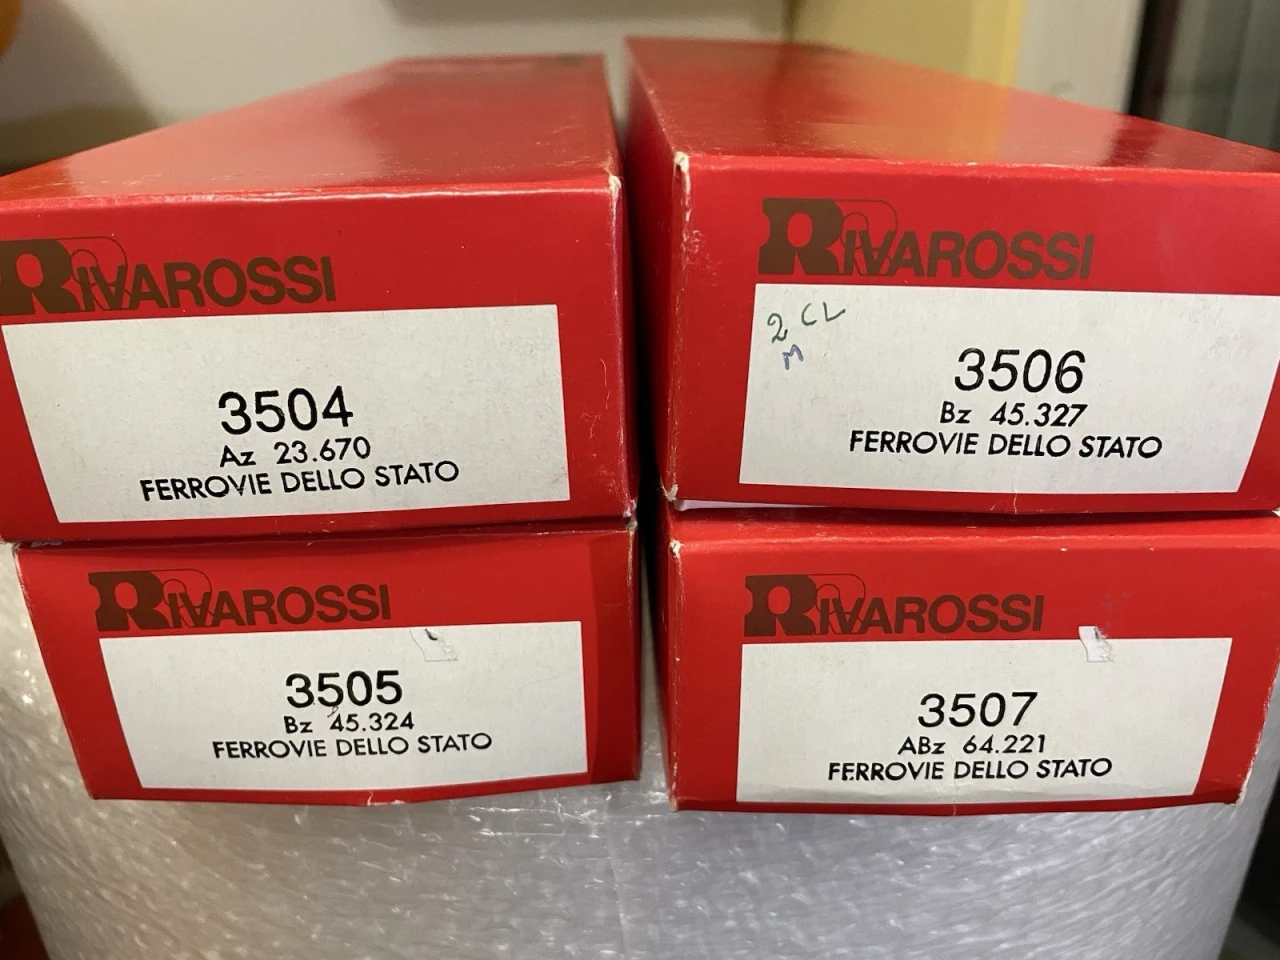 RIVAROSSI
3504
Az 23.670
FERROVIE DELLO STATO
RIVAROSSI
2 CL
M
3506
Bz 45.327
FERROVIE DELLO STATO
RIVAROSSI
3505
Bz 45.324
FERROVIE DELLO STATO
RIVAROSSI
3507
ABz 64.221
FERROVIE DELLO STATO